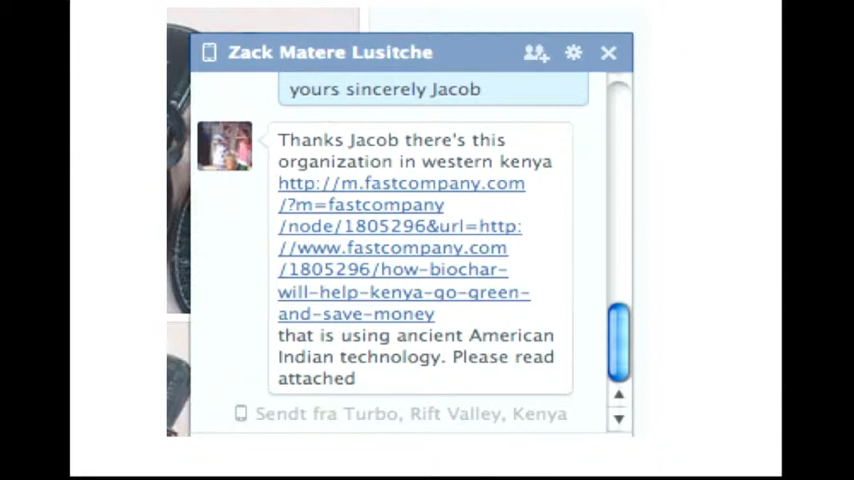 Zack Matere Lusitche
yours sincerely Jacob
Thanks Jacob there's this
organization in western kenya
http://m.fastcompany.com
/?m=fastcompany
/node/1805296&url=http:
//www.fastcompany.com
/1805296/how-biochar-
will-help-kenya-go-green-
and-save-money
that is using ancient American
Indian technology. Please read
attached
Sendt fra Turbo, Rift Valley, Kenya